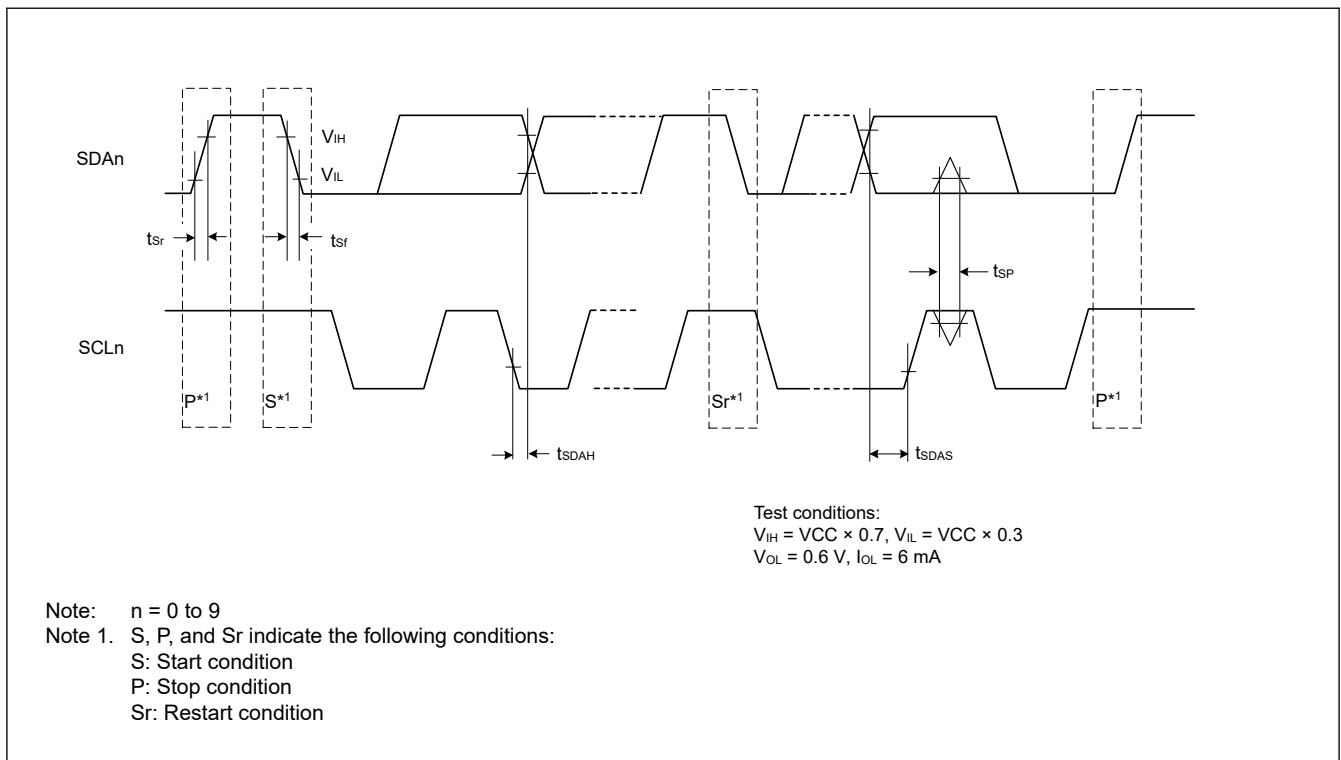 SDAn
VIH
VIL
tSr
tSf
tSP
SCLn
P*1
S*1
Sr*1
P*1
tSDAH
tSDAS
Test conditions:
VIH = VCC × 0.7, VIL = VCC × 0.3
VOL = 0.6 V, IOL = 6 mA
Note: n = 0 to 9
Note 1. S, P, and Sr indicate the following conditions:
S: Start condition
P: Stop condition
Sr: Restart condition